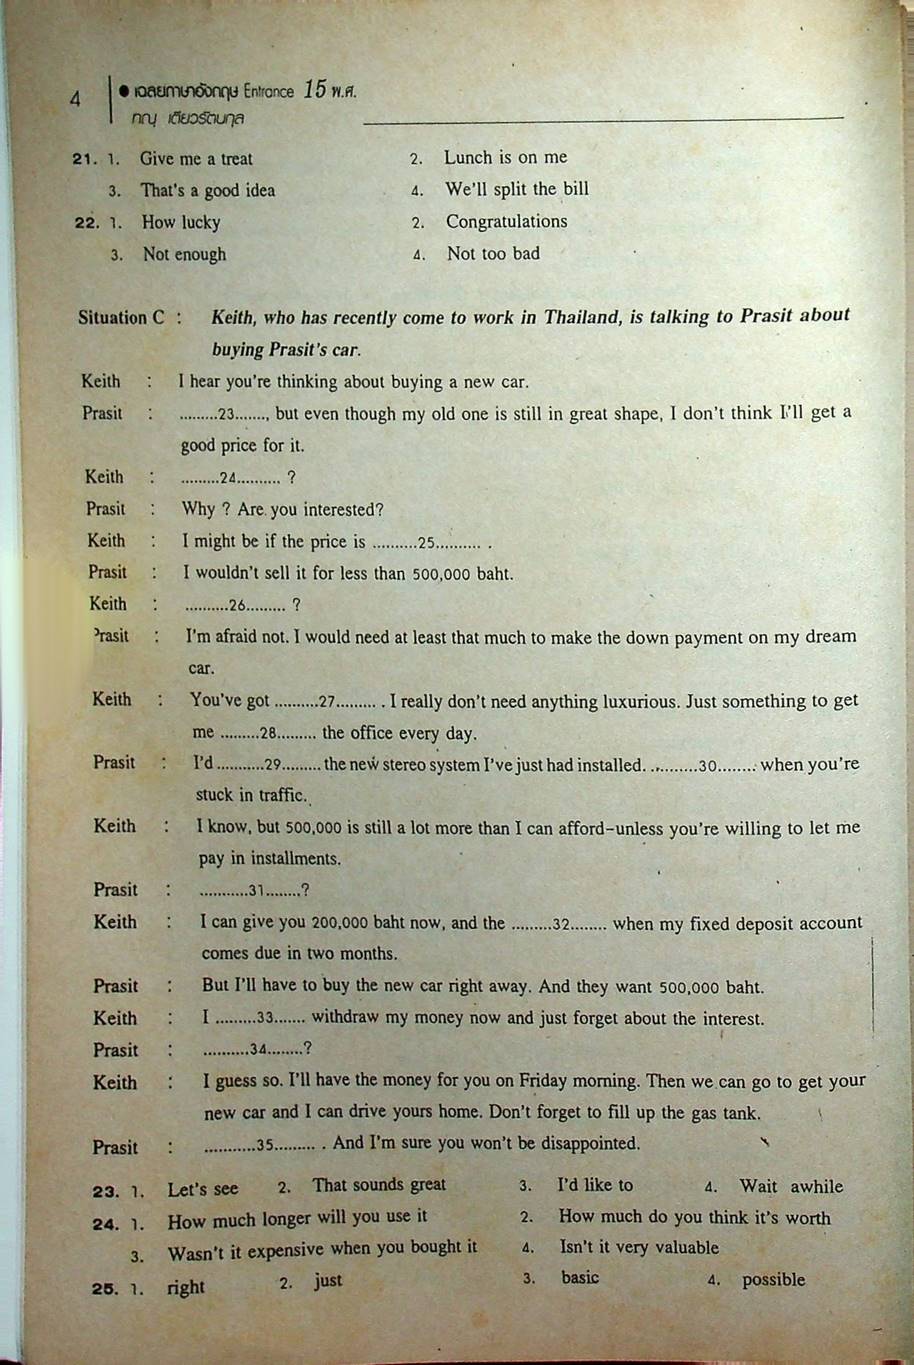 4 ● เฉลยภาษาอังกฤษ Entrance 15 พ.ศ.
21. 1. Give me a treat 2. Lunch is on me
3. That's a good idea 4. We'll split the bill
22. 1. How lucky 2. Congratulations
3. Not enough 4. Not too bad
Situation C : Keith, who has recently come to work in Thailand, is talking to Prasit about
buying Prasit's car.
Keith : I hear you're thinking about buying a new car.
Prasit : .........23......., but even though my old one is still in great shape, I don't think I'll get a
good price for it.
Keith : .........24.......... ?
Prasit : Why ? Are you interested?
Keith : I might be if the price is ..........25.......... .
Prasit : I wouldn't sell it for less than 500,000 baht.
Keith : ..........26......... ?
Prasit : I'm afraid not. I would need at least that much to make the down payment on my dream
car.
Keith : You've got ..........27......... . I really don't need anything luxurious. Just something to get
me .........28......... the office every day.
Prasit : I'd ...........29......... the new stereo system I've just had installed. ...........30........ when you're
stuck in traffic.
Keith : I know, but 500,000 is still a lot more than I can afford–unless you're willing to let me
pay in installments.
Prasit : ...........31........?
Keith : I can give you 200,000 baht now, and the .........32........ when my fixed deposit account
comes due in two months.
Prasit : But I'll have to buy the new car right away. And they want 500,000 baht.
Keith : I .........33....... withdraw my money now and just forget about the interest.
Prasit : ..........34........?
Keith : I guess so. I'll have the money for you on Friday morning. Then we can go to get your
new car and I can drive yours home. Don't forget to fill up the gas tank.
Prasit : ...........35......... . And I'm sure you won't be disappointed.
23. 1. Let's see 2. That sounds great 3. I'd like to 4. Wait awhile
24. 1. How much longer will you use it 2. How much do you think it's worth
3. Wasn't it expensive when you bought it 4. Isn't it very valuable
25. 1. right 2. just 3. basic 4. possible